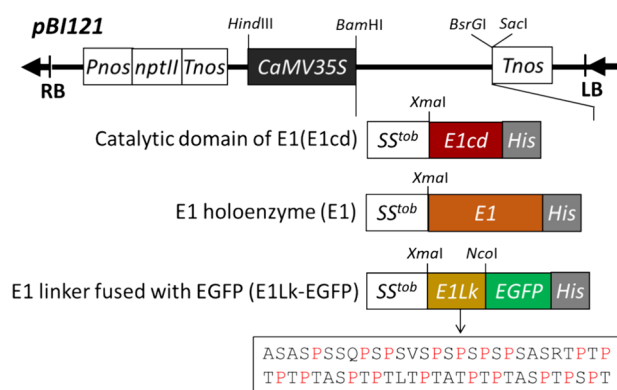 pBI121
HindIII BamHI BsrGI SacI
Pnos nptII Tnos CaMV35S Tnos
RB LB
XmaI
Catalytic domain of E1(E1cd) SStob E1cd His
XmaI
E1 holoenzyme (E1) SStob E1 His
XmaI NcoI
E1 linker fused with EGFP (E1Lk-EGFP) SStob E1Lk EGFP His
ASASPSSQPSPSVSPSPSPSPSASRTPTP
TPTPTASPTPTLTPTATPTPTASPTPSPT